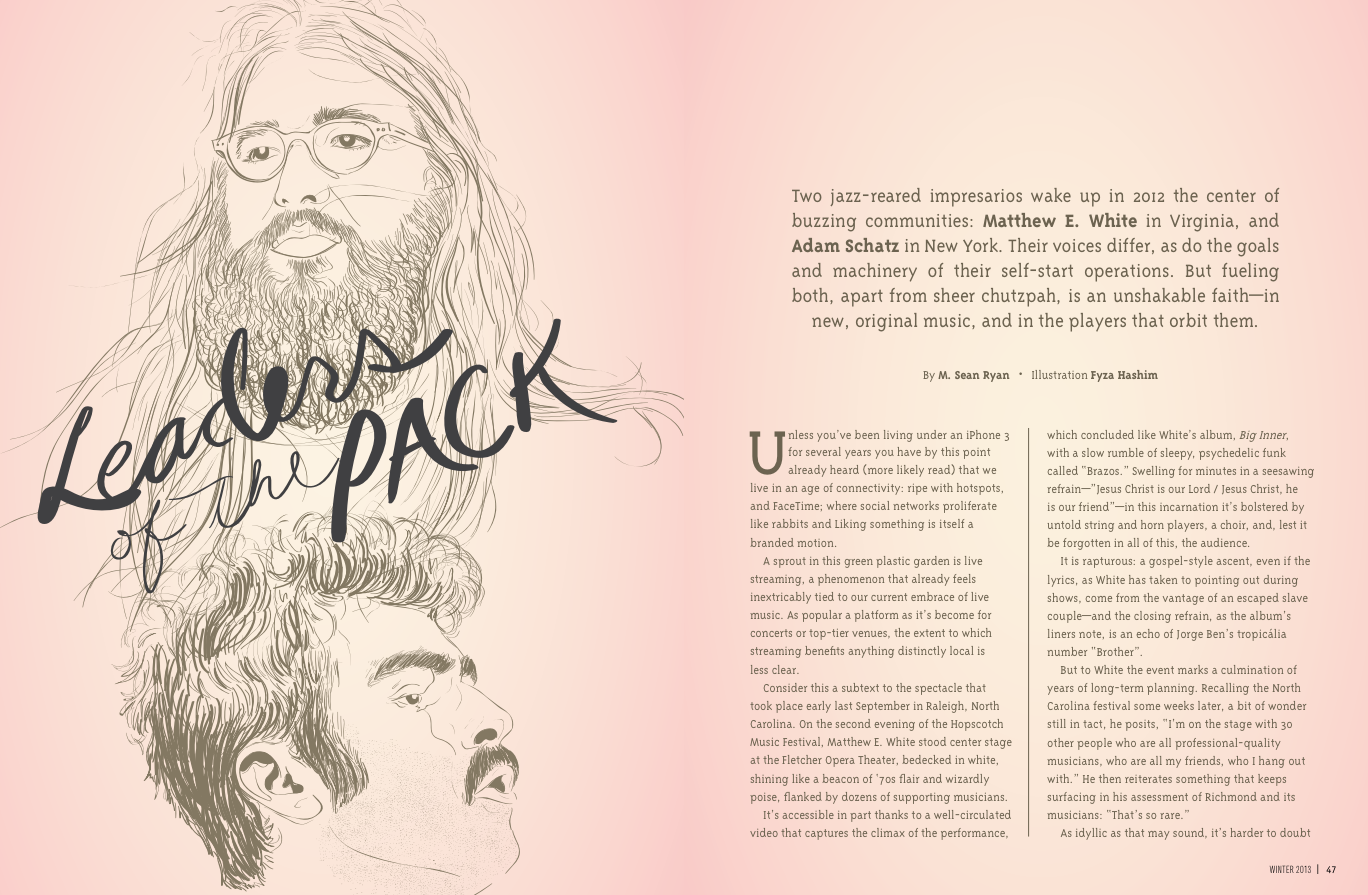 Leaders
of the PACK
Two jazz-reared impresarios wake up in 2012 the center of
buzzing communities: Matthew E. White in Virginia, and
Adam Schatz in New York. Their voices differ, as do the goals
and machinery of their self-start operations. But fueling
both, apart from sheer chutzpah, is an unshakable faith—in
new, original music, and in the players that orbit them.
By M. Sean Ryan • Illustration Fyza Hashim
Unless you've been living under an iPhone 3
for several years you have by this point
already heard (more likely read) that we
live in an age of connectivity: ripe with hotspots,
and FaceTime; where social networks proliferate
like rabbits and Liking something is itself a
branded motion.
A sprout in this green plastic garden is live
streaming, a phenomenon that already feels
inextricably tied to our current embrace of live
music. As popular a platform as it's become for
concerts or top-tier venues, the extent to which
streaming benefits anything distinctly local is
less clear.
Consider this a subtext to the spectacle that
took place early last September in Raleigh, North
Carolina. On the second evening of the Hopscotch
Music Festival, Matthew E. White stood center stage
at the Fletcher Opera Theater, bedecked in white,
shining like a beacon of '70s flair and wizardly
poise, flanked by dozens of supporting musicians.
It's accessible in part thanks to a well-circulated
video that captures the climax of the performance,
which concluded like White's album, Big Inner,
with a slow rumble of sleepy, psychedelic funk
called "Brazos." Swelling for minutes in a seesawing
refrain—"Jesus Christ is our Lord / Jesus Christ, he
is our friend"—in this incarnation it's bolstered by
untold string and horn players, a choir, and, lest it
be forgotten in all of this, the audience.
It is rapturous: a gospel-style ascent, even if the
lyrics, as White has taken to pointing out during
shows, come from the vantage of an escaped slave
couple—and the closing refrain, as the album's
liners note, is an echo of Jorge Ben's tropicália
number "Brother".
But to White the event marks a culmination of
years of long-term planning. Recalling the North
Carolina festival some weeks later, a bit of wonder
still in tact, he posits, "I'm on the stage with 30
other people who are all professional-quality
musicians, who are all my friends, who I hang out
with." He then reiterates something that keeps
surfacing in his assessment of Richmond and its
musicians: "That's so rare."
As idyllic as that may sound, it's harder to doubt
WINTER 2013 | 47